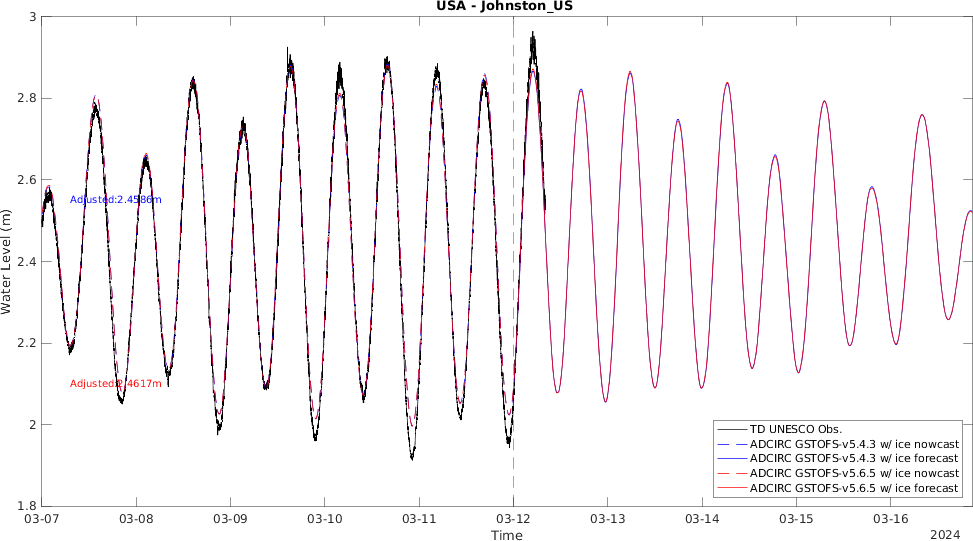 USA - Johnston_US
3
2.8
2.6
2.4
2.2
2
1.8
Water Level (m)
Adjusted:2.4586m
Adjusted:2.4617m
TD UNESCO Obs.
ADCIRC GSTOFS-v5.4.3 w/ ice nowcast
ADCIRC GSTOFS-v5.4.3 w/ ice forecast
ADCIRC GSTOFS-v5.6.5 w/ ice nowcast
ADCIRC GSTOFS-v5.6.5 w/ ice forecast
03-07 03-08 03-09 03-10 03-11 03-12 03-13 03-14 03-15 03-16
Time
2024